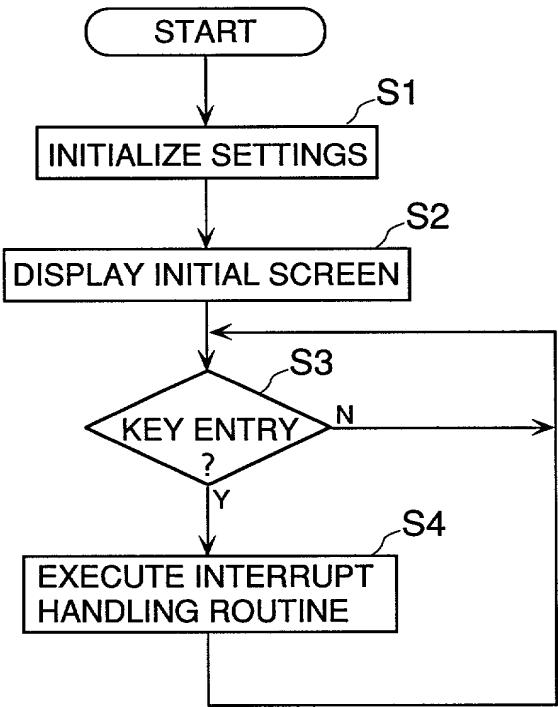 START
S1
INITIALIZE SETTINGS
S2
DISPLAY INITIAL SCREEN
S3
KEY ENTRY
?
N
Y
S4
EXECUTE INTERRUPT
HANDLING ROUTINE